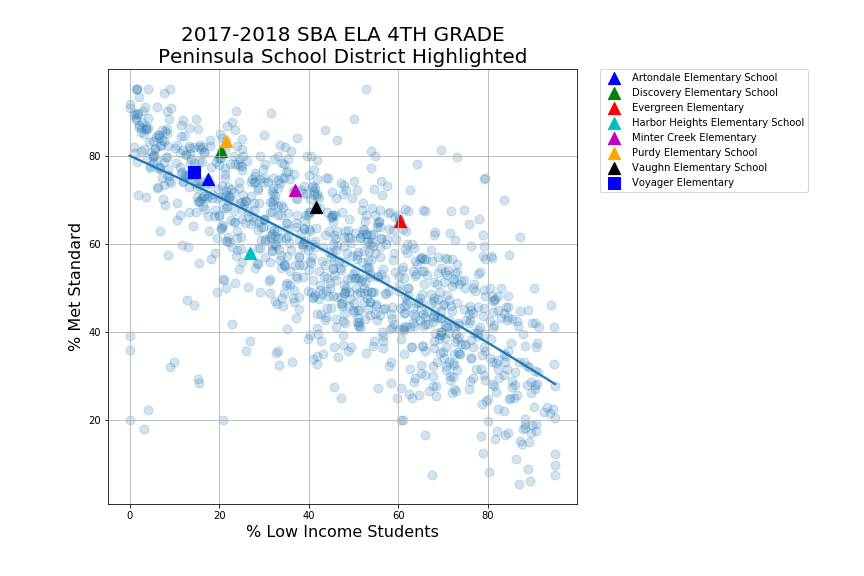 2017-2018 SBA ELA 4TH GRADE
Peninsula School District Highlighted
% Met Standard
80
60
40
20
0
20
40
60
80
% Low Income Students
Artondale Elementary School
Discovery Elementary School
Evergreen Elementary
Harbor Heights Elementary School
Minter Creek Elementary
Purdy Elementary School
Vaughn Elementary School
Voyager Elementary